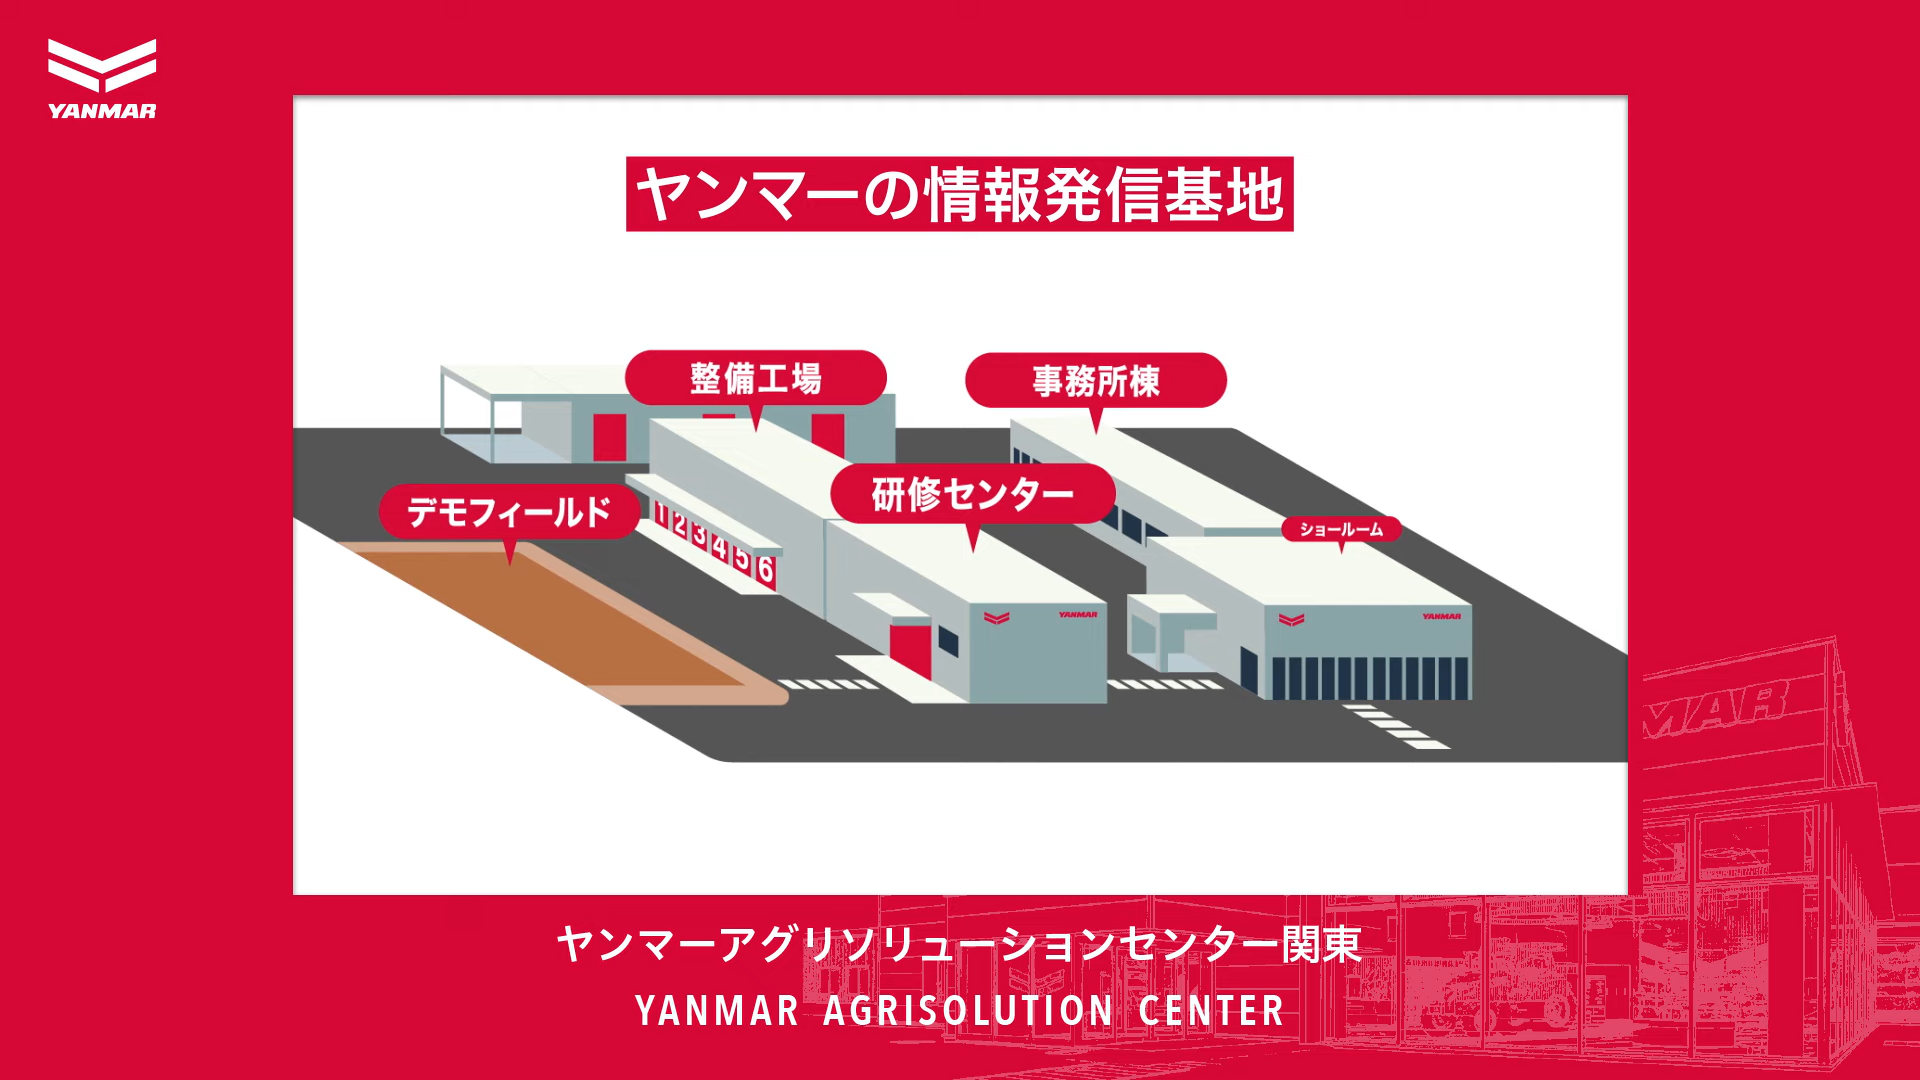 YANMAR
ヤンマーの情報発信基地
整備工場
事務所棟
研修センター
デモフィールド
ショールーム
1 2 3 4 5 6
YANMAR
YANMAR
MAR
ヤンマーアグリソリューションセンター関東
YANMAR AGRISOLUTION CENTER